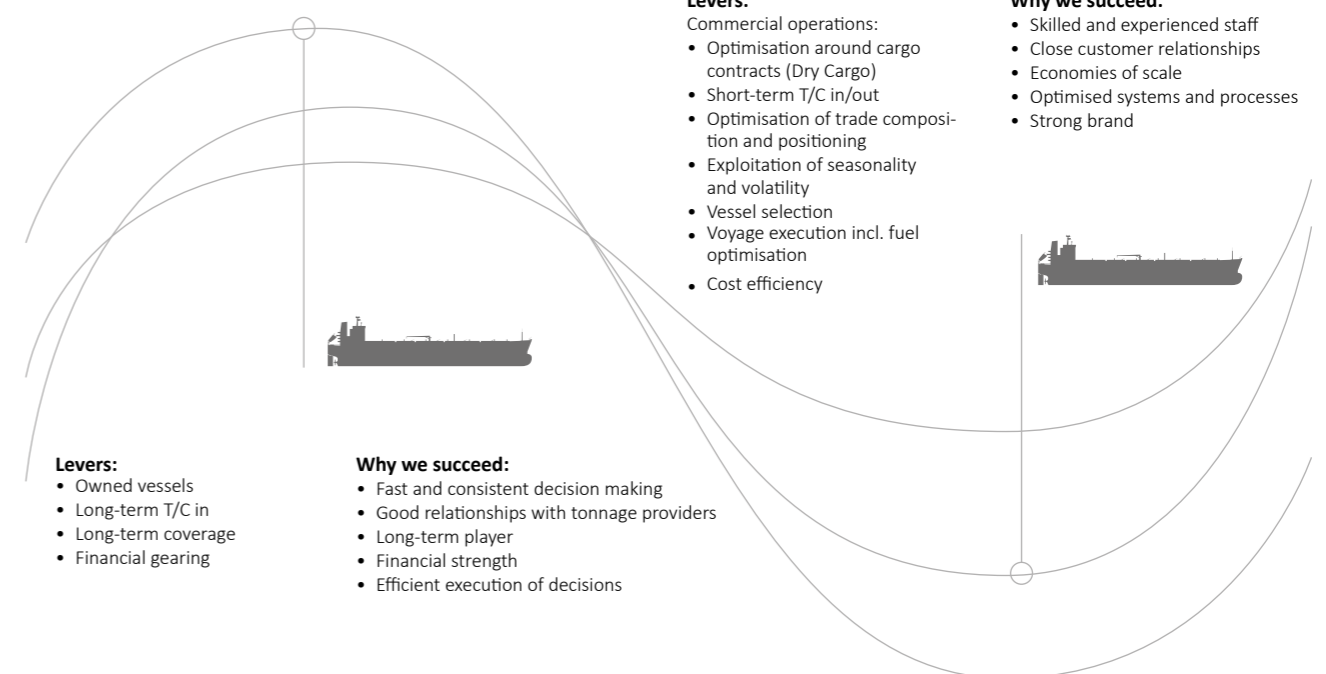 Levers:
Commercial operations:
• Optimisation around cargo
contracts (Dry Cargo)
• Short-term T/C in/out
• Optimisation of trade composi-
tion and positioning
• Exploitation of seasonality
and volatility
• Vessel selection
• Voyage execution incl. fuel
optimisation
• Cost efficiency
Why we succeed:
• Skilled and experienced staff
• Close customer relationships
• Economies of scale
• Optimised systems and processes
• Strong brand
Levers:
• Owned vessels
• Long-term T/C in
• Long-term coverage
• Financial gearing
Why we succeed:
• Fast and consistent decision making
• Good relationships with tonnage providers
• Long-term player
• Financial strength
• Efficient execution of decisions